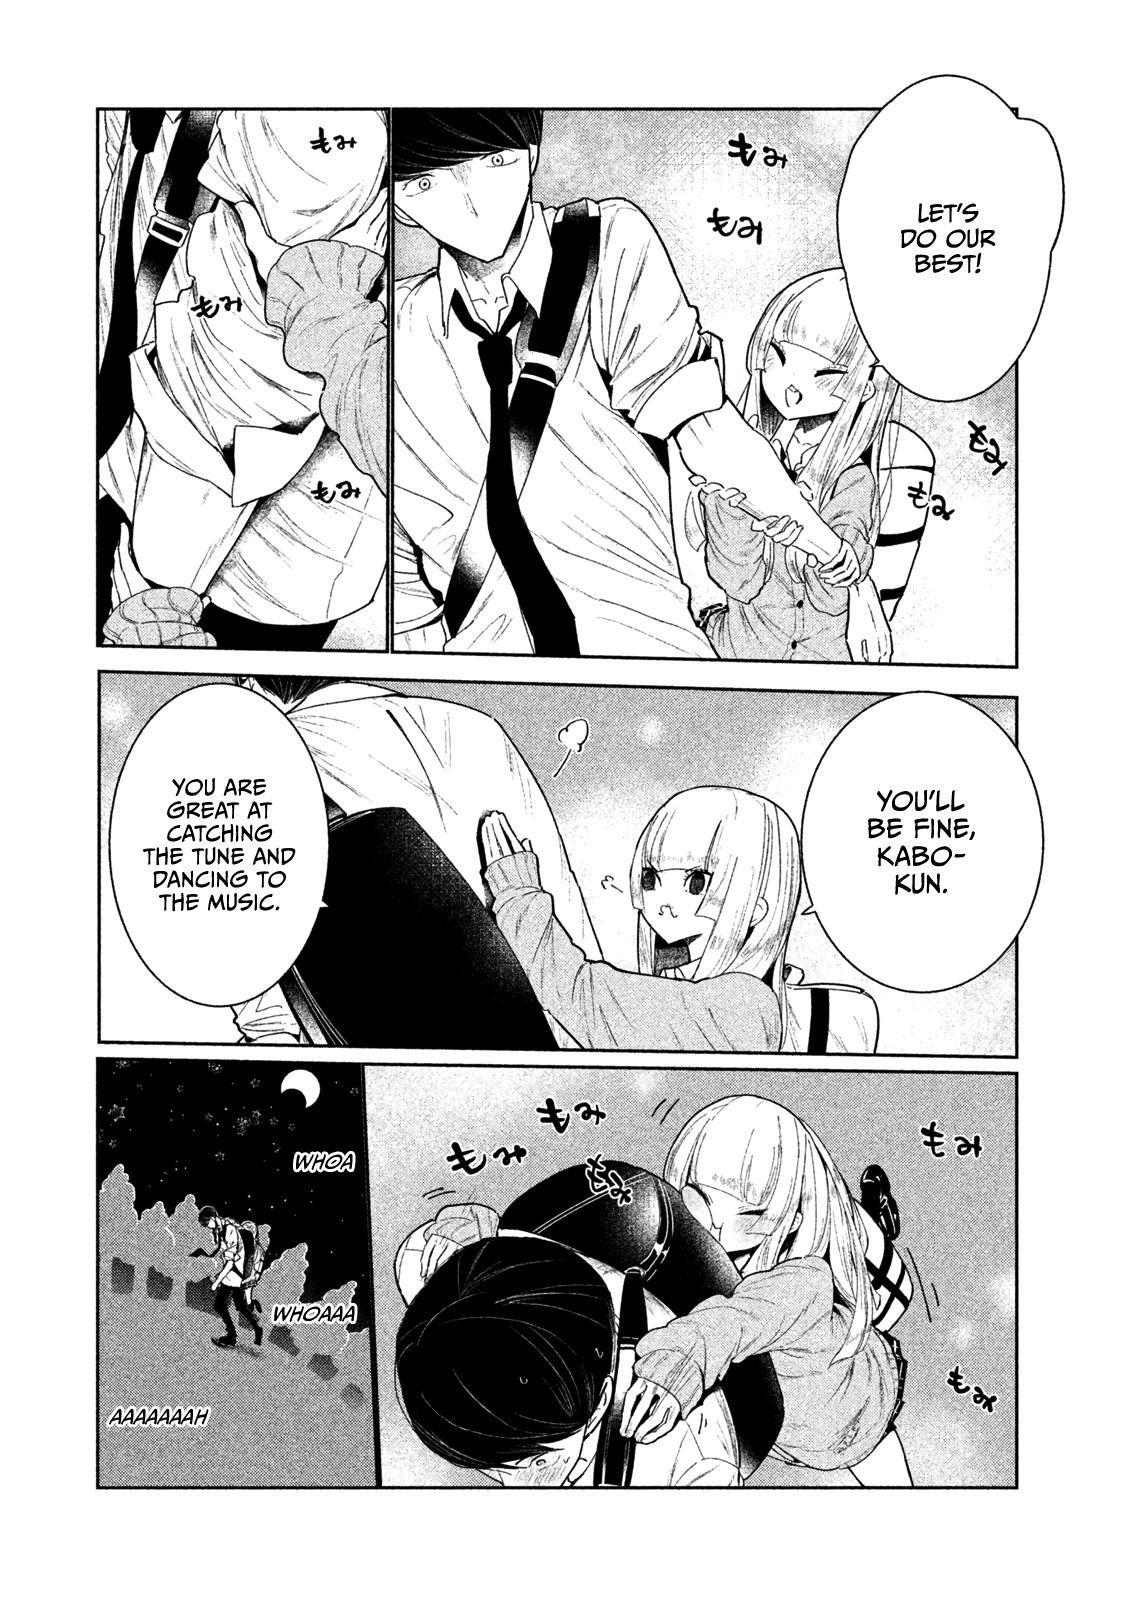 LET'S
DO OUR
BEST!
もみ
もみ
もみ
もみ
もみ
もみ
もみ
YOU'LL
BE FINE,
KABO-
KUN.
YOU ARE
GREAT AT
CATCHING
THE TUNE AND
DANCING TO
THE MUSIC.
もみ
もみ
もみ
もみ
もみ
WHOA
WHOAAA
AAAAAAAH